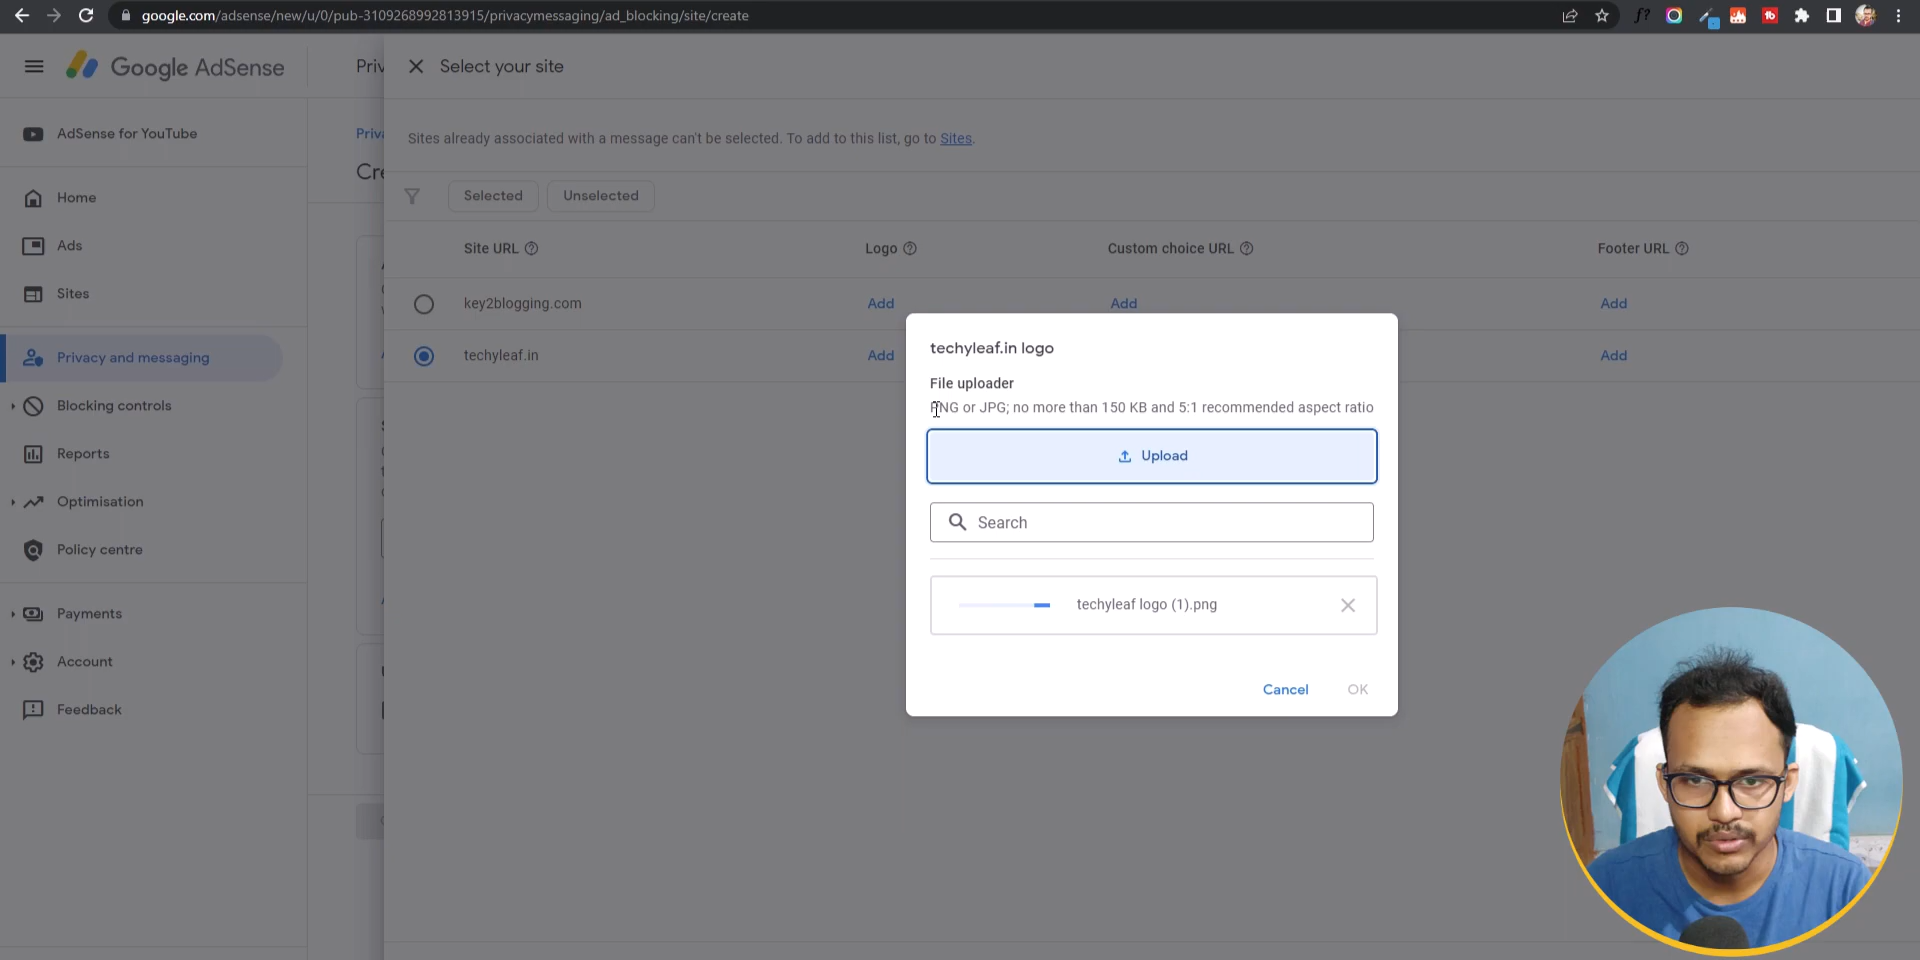 google.com/adsense/new/u/0/pub-3109268992813915/privacymessaging/ad_blocking/site/create
f?
Google AdSense
Priv
Select your site
AdSense for YouTube
Priva
Sites already associated with a message can't be selected. To add to this list, go to Sites.
Cre
Home
Selected
Unselected
Ads
Site URL
Logo
Custom choice URL
Footer URL
Sites
key2blogging.com
Add
Add
Add
Privacy and messaging
techyleaf.in
Add
Add
techyleaf.in logo
File uploader
PNG or JPG; no more than 150 KB and 5:1 recommended aspect ratio
Blocking controls
Reports
Upload
Optimisation
Search
Policy centre
Payments
techyleaf logo (1).png
Account
Cancel
OK
Feedback